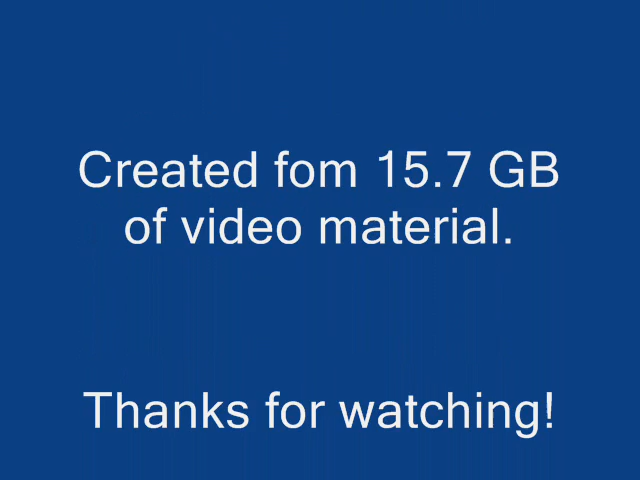 Created fom 15.7 GB
of video material.
Thanks for watching!